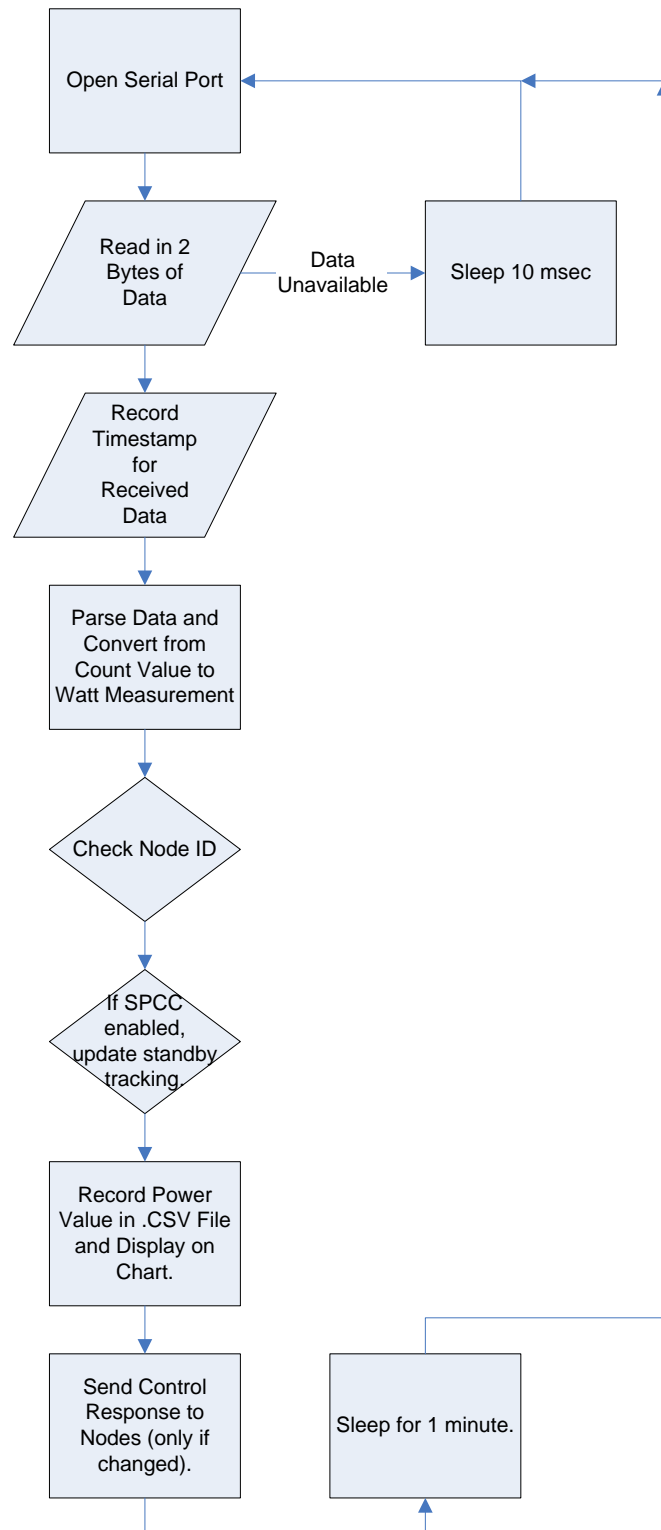 Open Serial Port
Read in 2
Bytes of
Data
Data
Unavailable
Sleep 10 msec
Record
Timestamp
for
Received
Data
Parse Data and
Convert from
Count Value to
Watt Measurement
Check Node ID
If SPCC
enabled,
update standby
tracking.
Record Power
Value in .CSV File
and Display on
Chart.
Send Control
Response to
Nodes (only if
changed).
Sleep for 1 minute.